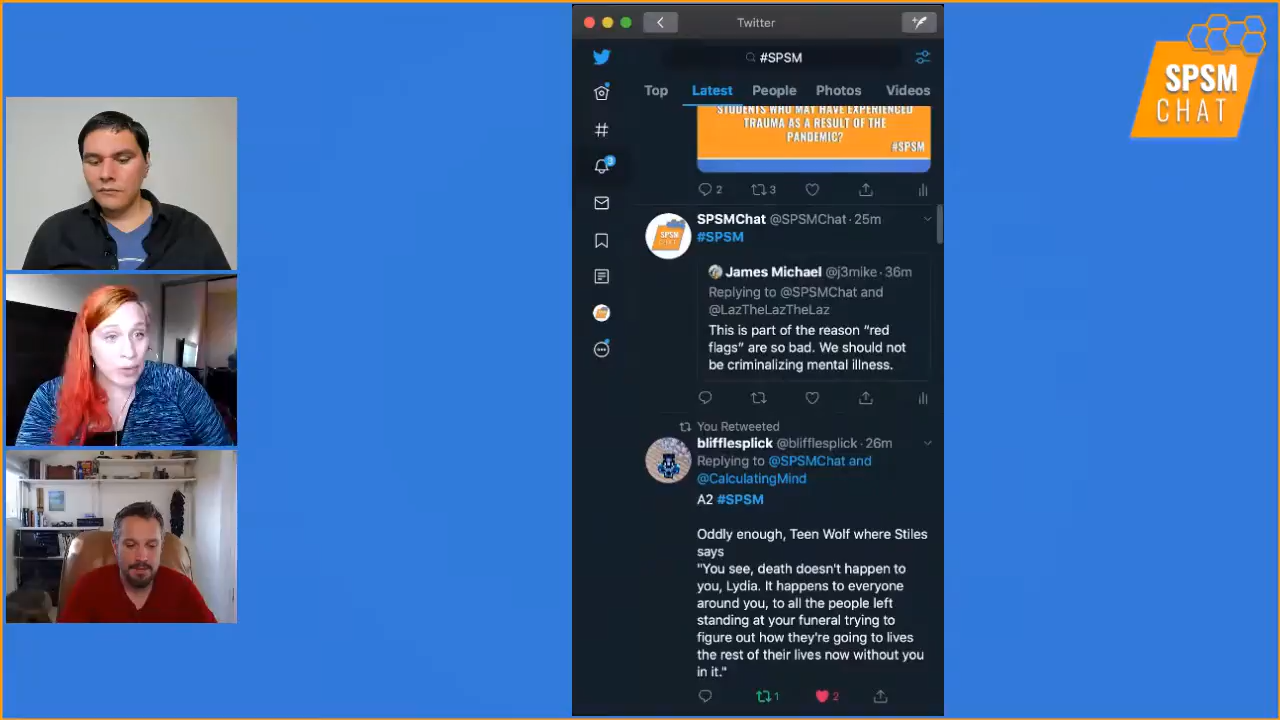 Twitter
#SPSM
Top Latest People Photos Videos
STUDENTS WHO MAY HAVE EXPERIENCED
TRAUMA AS A RESULT OF THE
PANDEMIC?
#SPSM
2 3
SPSMChat @SPSMChat · 25m
#SPSM
James Michael @j3mike · 36m
Replying to @SPSMChat and
@LazTheLazTheLaz
This is part of the reason “red
flags” are so bad. We should not
be criminalizing mental illness.
You Retweeted
blifflesplick @blifflesplick · 26m
Replying to @SPSMChat and
@CalculatingMind
A2 #SPSM
Oddly enough, Teen Wolf where Stiles
says
"You see, death doesn't happen to
you, Lydia. It happens to everyone
around you, to all the people left
standing at your funeral trying to
figure out how they're going to lives
the rest of their lives now without you
in it."
1 2
3
SPSM
CHAT
SPSM
CHAT